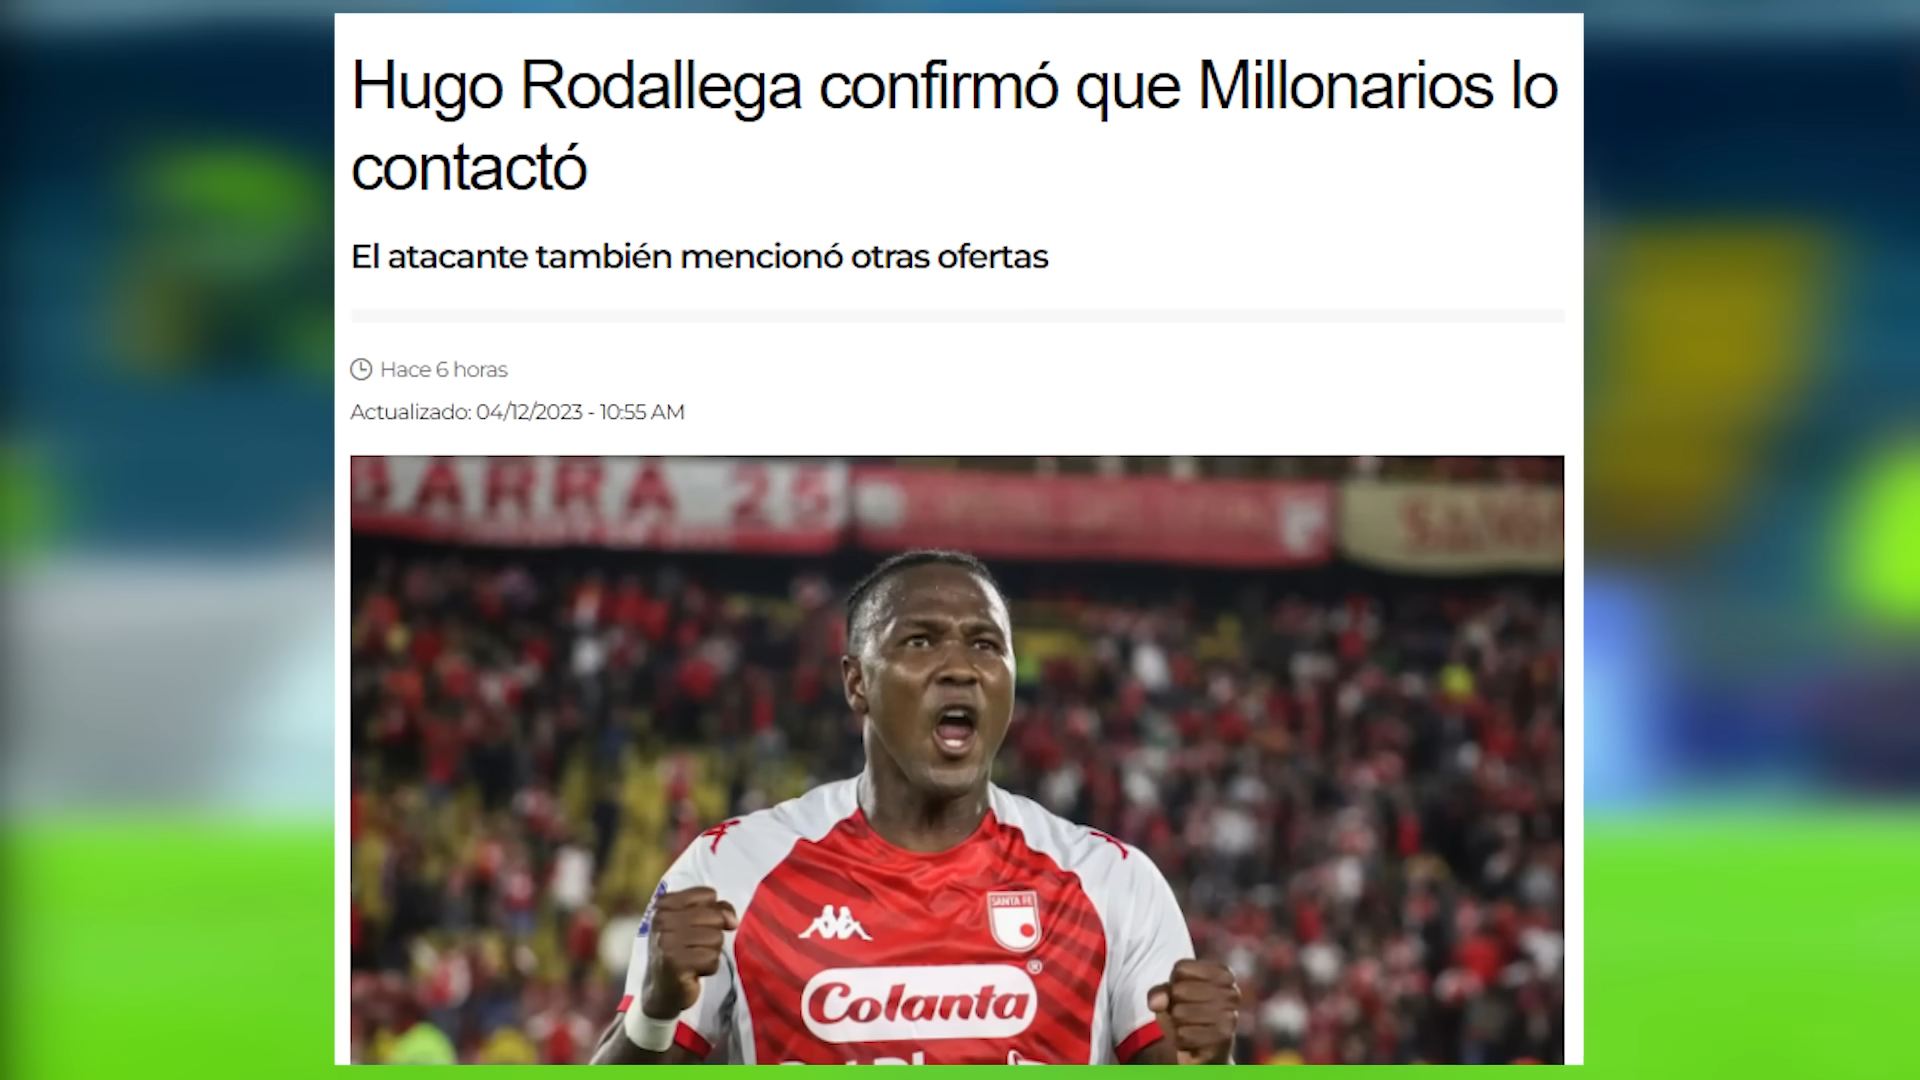 Hugo Rodallega confirmó que Millonarios lo
contactó
El atacante también mencionó otras ofertas
Hace 6 horas
Actualizado: 04/12/2023 - 10:55 AM
BARRA 25
SANTA FE
Colanta